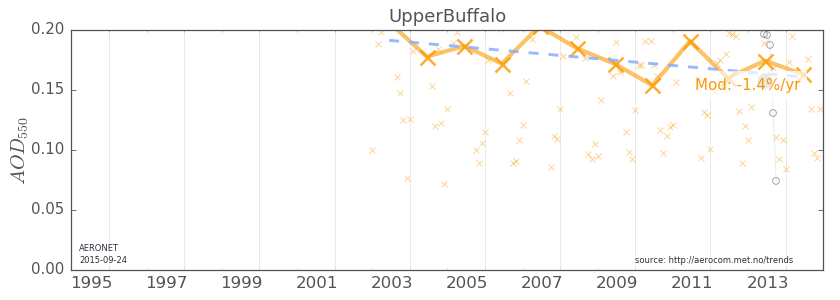 UpperBuffalo
0.20
0.15
0.10
0.05
0.00
AOD550
Mod: -1.4%/yr
AERONET
2015-09-24
source: http://aerocom.met.no/trends
1995 1997 1999 2001 2003 2005 2007 2009 2011 2013